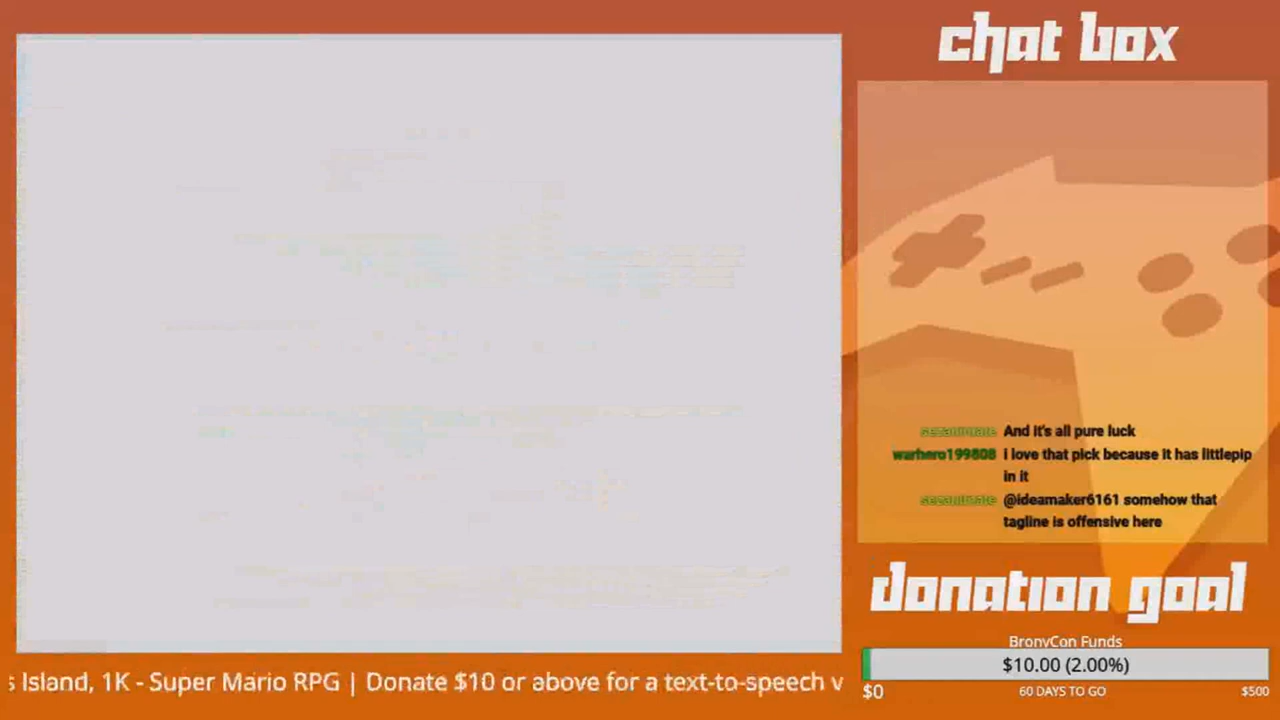 chat box
sezanimate And it's all pure luck
warhero199808 i love that pick because it has littlepip
in it
sezanimate @ideamaker6161 somehow that
tagline is offensive here
donation goal
BronyCon Funds
$10.00 (2.00%)
$0 60 DAYS TO GO $500
s Island, 1K - Super Mario RPG | Donate $10 or above for a text-to-speech v